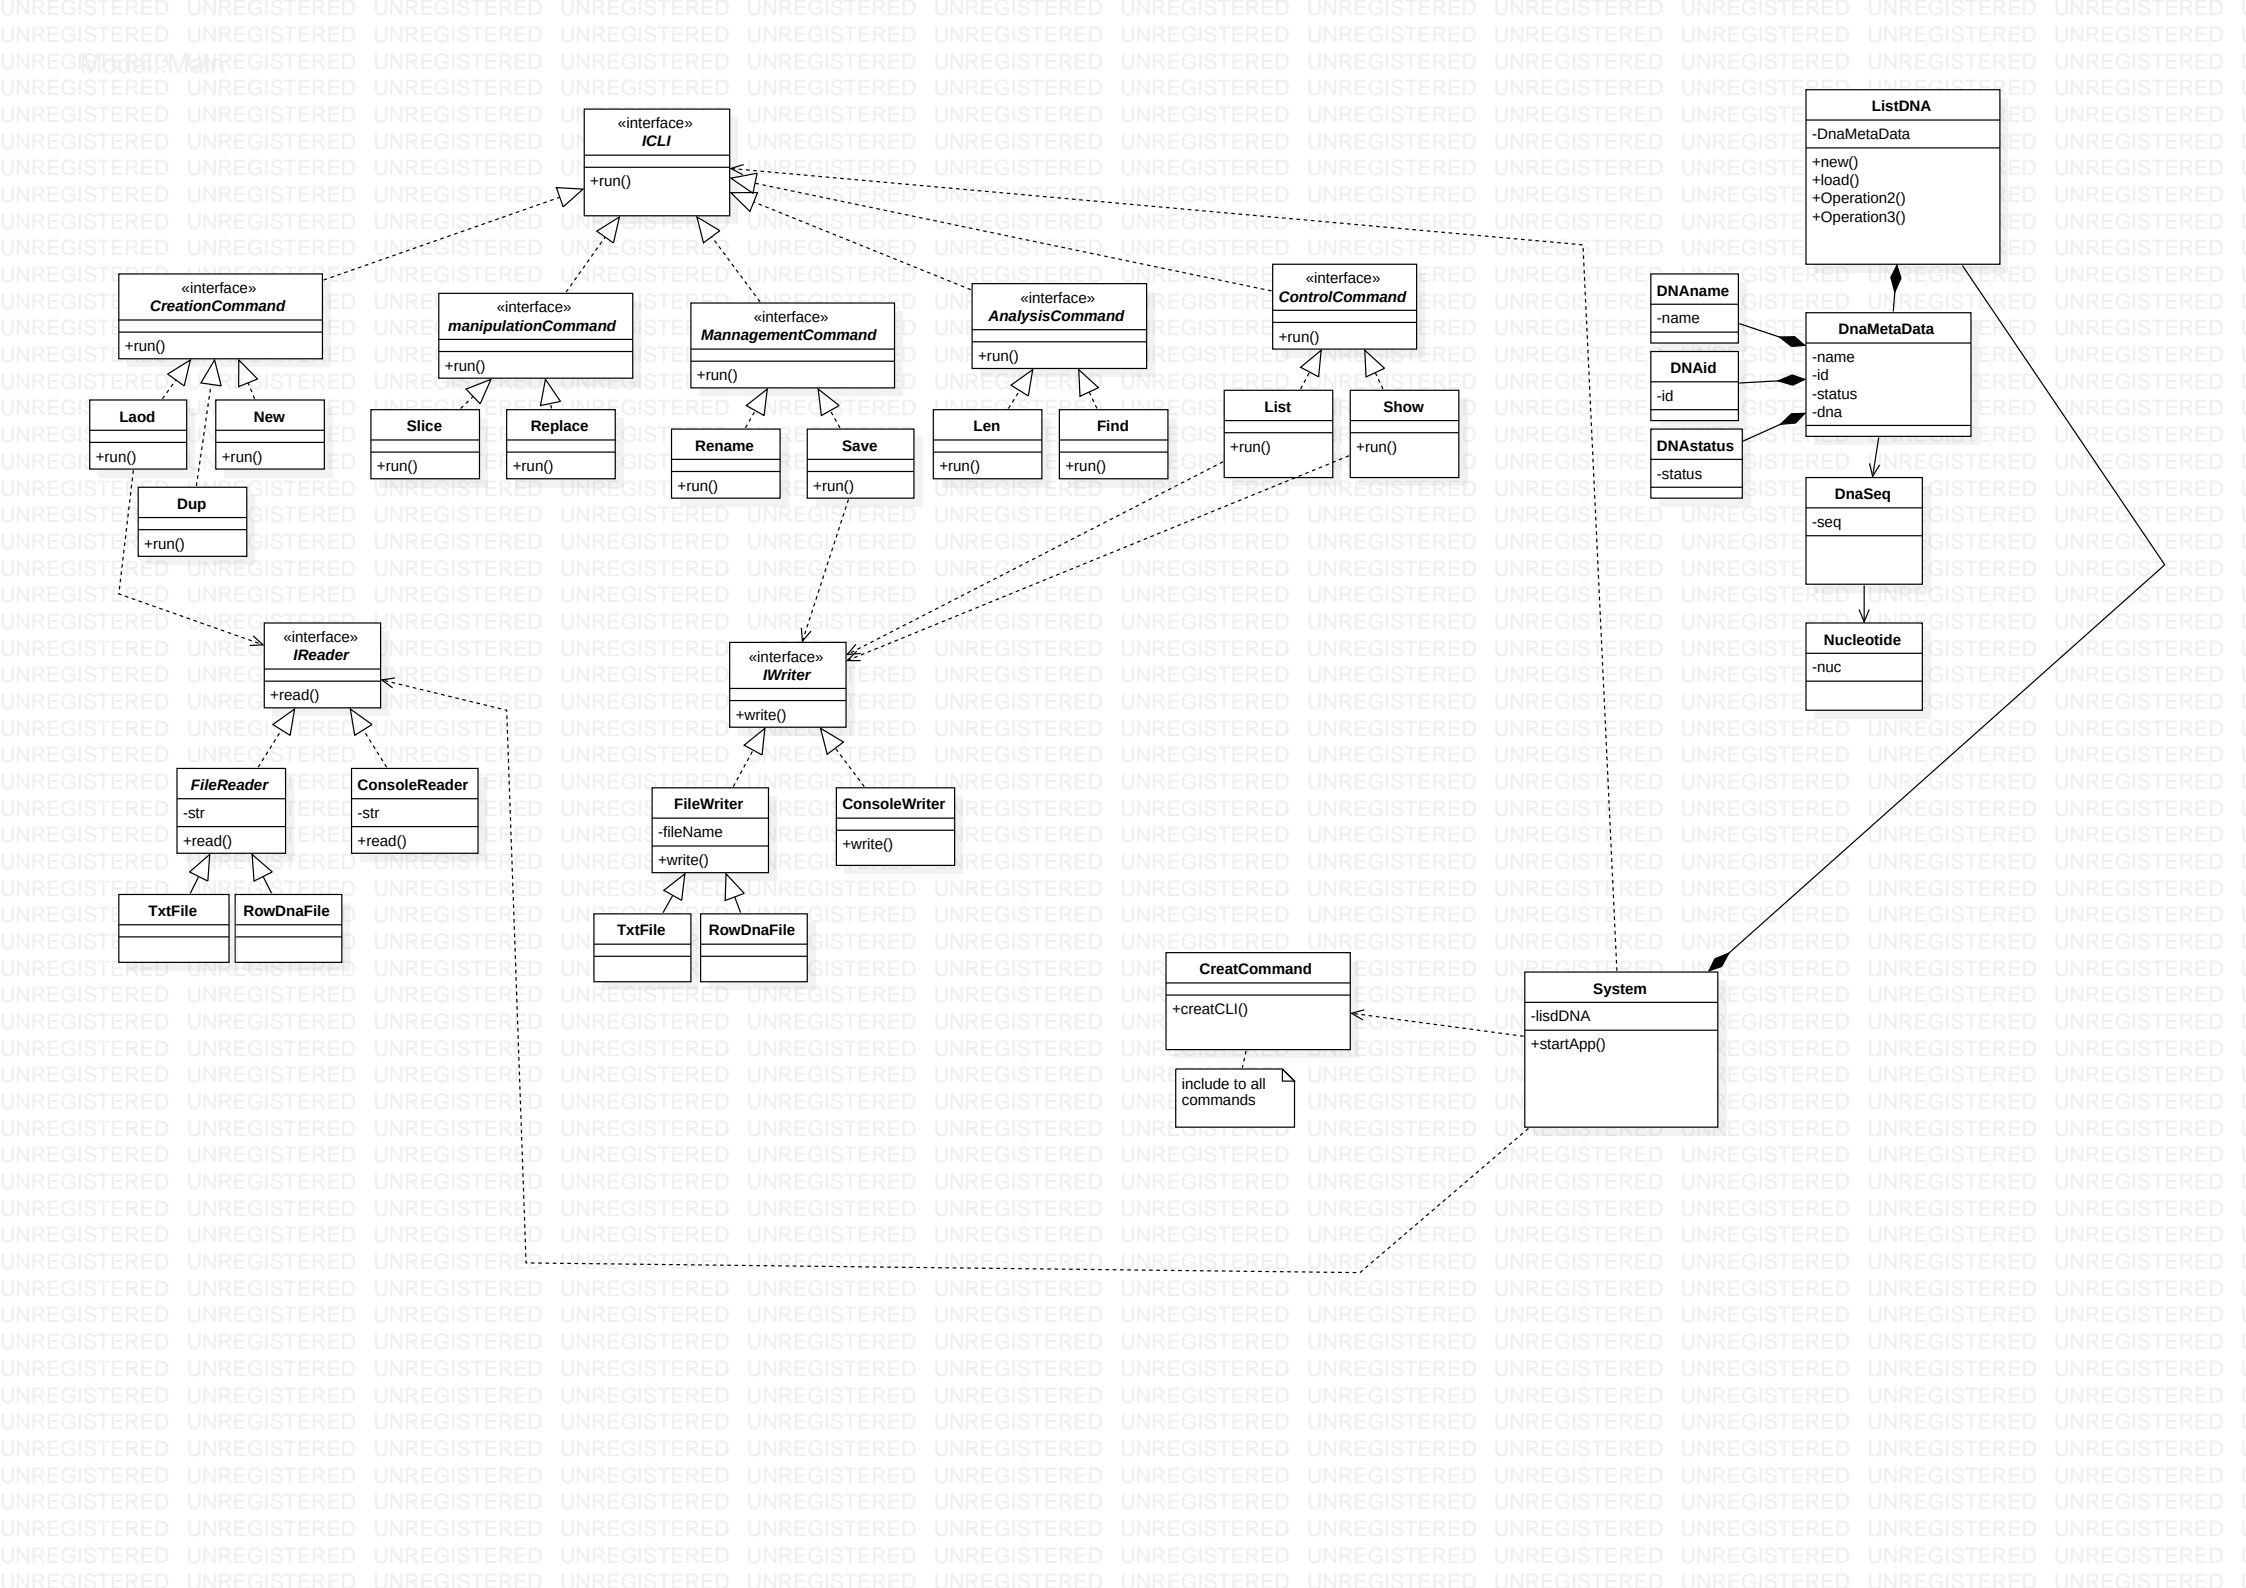 Model::Main
«interface»
ICLI
+run()
«interface»
CreationCommand
+run()
«interface»
manipulationCommand
+run()
«interface»
MannagementCommand
+run()
«interface»
AnalysisCommand
+run()
«interface»
ControlCommand
+run()
Laod
+run()
New
+run()
Dup
+run()
Slice
+run()
Replace
+run()
Rename
+run()
Save
+run()
Len
+run()
Find
+run()
List
+run()
Show
+run()
ListDNA
-DnaMetaData
+new()
+load()
+Operation2()
+Operation3()
DNAname
-name
DNAid
-id
DNAstatus
-status
DnaMetaData
-name
-id
-status
-dna
DnaSeq
-seq
Nucleotide
-nuc
«interface»
IReader
+read()
FileReader
-str
+read()
ConsoleReader
-str
+read()
TxtFile
RowDnaFile
«interface»
IWriter
+write()
FileWriter
-fileName
+write()
ConsoleWriter
+write()
TxtFile
RowDnaFile
CreatCommand
+creatCLI()
include to all
commands
System
-lisdDNA
+startApp()
UNREGISTERED